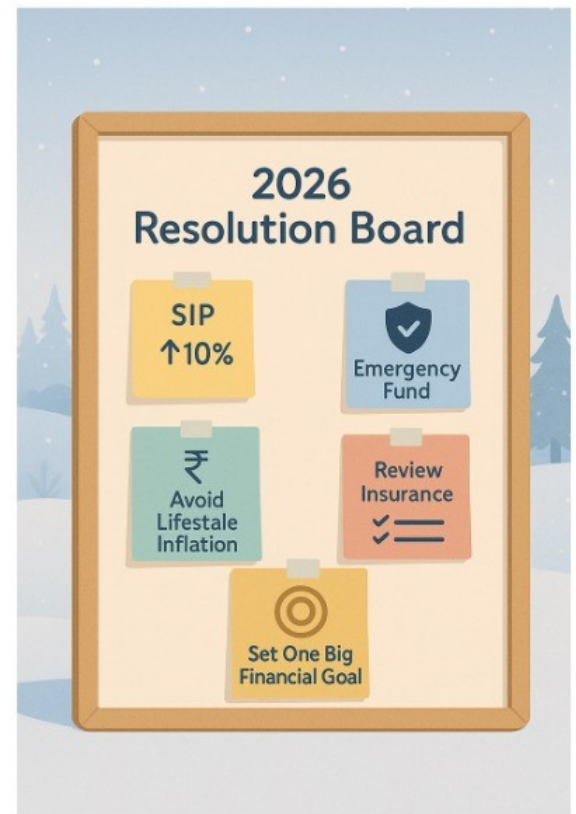 2026
Resolution Board
SIP
↑10%
Emergency
Fund
₹
Avoid
Lifestale
Inflation
Review
Insurance
Set One Big
Financial Goal